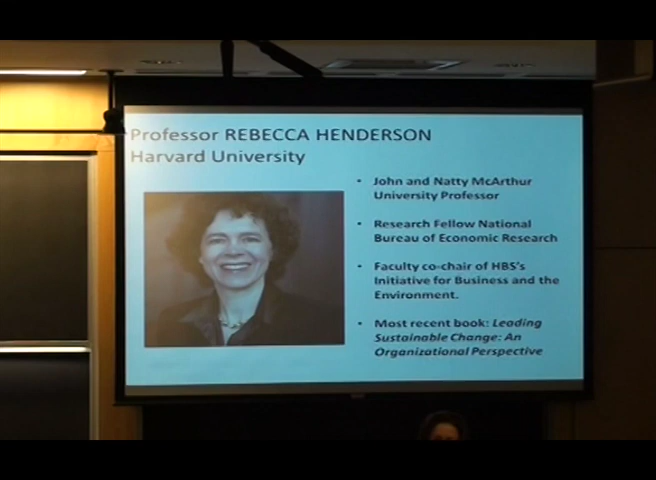 Professor REBECCA HENDERSON
Harvard University
• John and Natty McArthur
University Professor
• Research Fellow National
Bureau of Economic Research
• Faculty co-chair of HBS's
Initiative for Business and the
Environment.
• Most recent book: Leading
Sustainable Change: An
Organizational Perspective